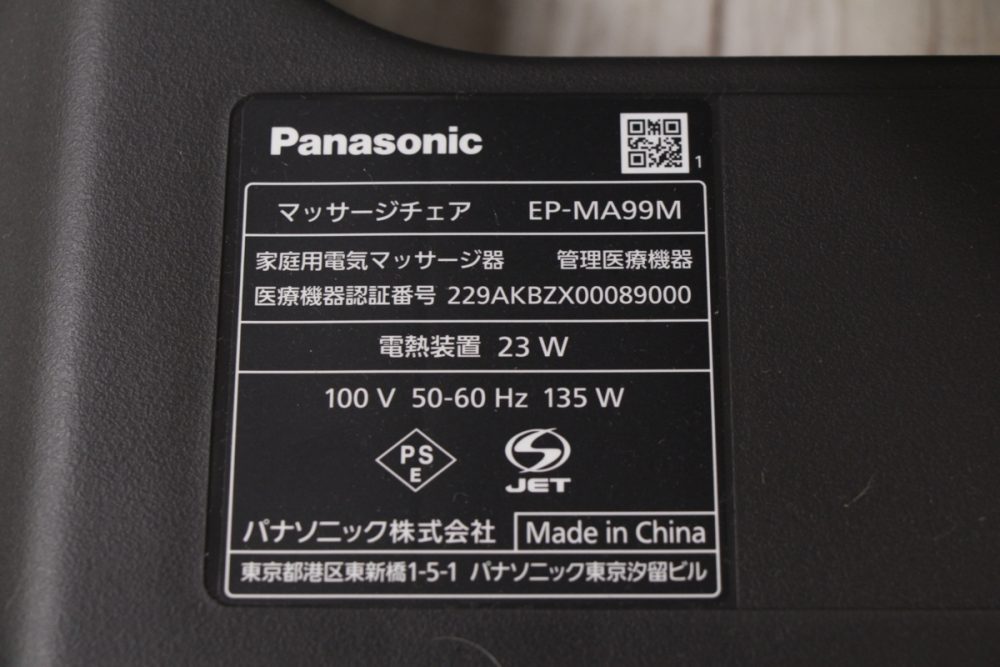 Panasonic
1
マッサージチェア EP-MA99M
家庭用電気マッサージ器 管理医療機器
医療機器認証番号 229AKBZX00089000
電熱装置 23 W
100 V 50-60 Hz 135 W
PS
E
JET
パナソニック株式会社 Made in China
東京都港区東新橋1-5-1 パナソニック東京汐留ビル